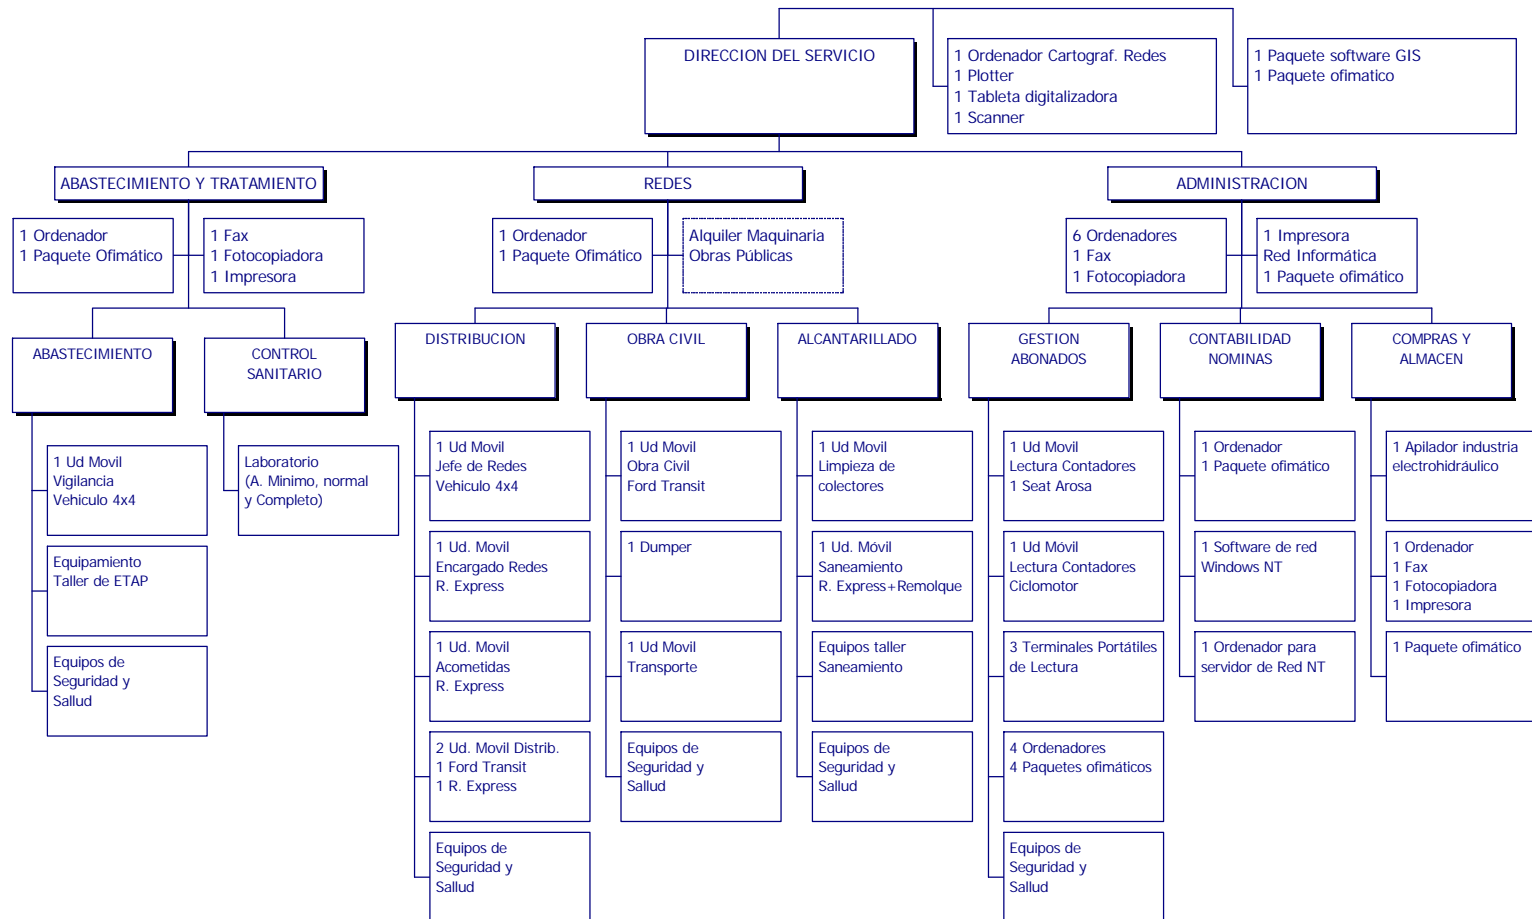 DIRECCION DEL SERVICIO
1 Ordenador Cartograf. Redes
1 Plotter
1 Tableta digitalizadora
1 Scanner
1 Paquete software GIS
1 Paquete ofimatico
ABASTECIMIENTO Y TRATAMIENTO
REDES
ADMINISTRACION
1 Ordenador
1 Paquete Ofimático
1 Fax
1 Fotocopiadora
1 Impresora
1 Ordenador
1 Paquete Ofimático
Alquiler Maquinaria
Obras Públicas
6 Ordenadores
1 Fax
1 Fotocopiadora
1 Impresora
Red Informática
1 Paquete ofimático
ABASTECIMIENTO
CONTROL
SANITARIO
DISTRIBUCION
OBRA CIVIL
ALCANTARILLADO
GESTION
ABONADOS
CONTABILIDAD
NOMINAS
COMPRAS Y
ALMACEN
1 Ud Movil
Vigilancia
Vehiculo 4x4
Equipamiento
Taller de ETAP
Equipos de
Seguridad y
Sallud
Laboratorio
(A. Minimo, normal
y Completo)
1 Ud Movil
Jefe de Redes
Vehiculo 4x4
1 Ud. Movil
Encargado Redes
R. Express
1 Ud. Movil
Acometidas
R. Express
2 Ud. Movil Distrib.
1 Ford Transit
1 R. Express
Equipos de
Seguridad y
Sallud
1 Ud Movil
Obra Civil
Ford Transit
1 Dumper
1 Ud Movil
Transporte
Equipos de
Seguridad y
Sallud
1 Ud Movil
Limpieza de
colectores
1 Ud. Móvil
Saneamiento
R. Express+Remolque
Equipos taller
Saneamiento
Equipos de
Seguridad y
Sallud
1 Ud Movil
Lectura Contadores
1 Seat Arosa
1 Ud Móvil
Lectura Contadores
Ciclomotor
3 Terminales Portátiles
de Lectura
4 Ordenadores
4 Paquetes ofimáticos
Equipos de
Seguridad y
Sallud
1 Ordenador
1 Paquete ofimático
1 Software de red
Windows NT
1 Ordenador para
servidor de Red NT
1 Apilador industria
electrohidráulico
1 Ordenador
1 Fax
1 Fotocopiadora
1 Impresora
1 Paquete ofimático